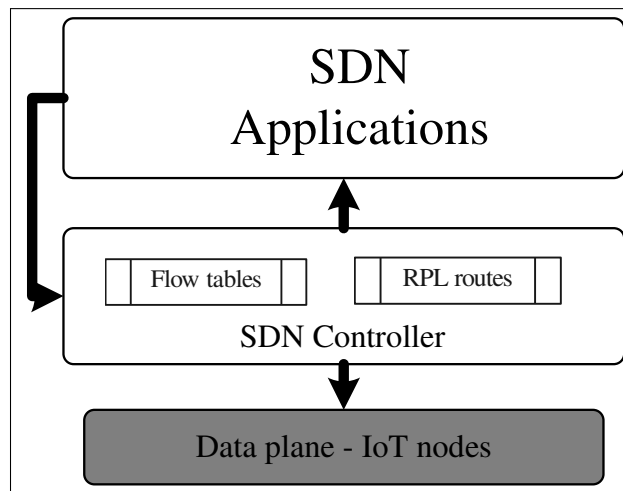 SDN
Applications
Flow tables
RPL routes
SDN Controller
Data plane - IoT nodes